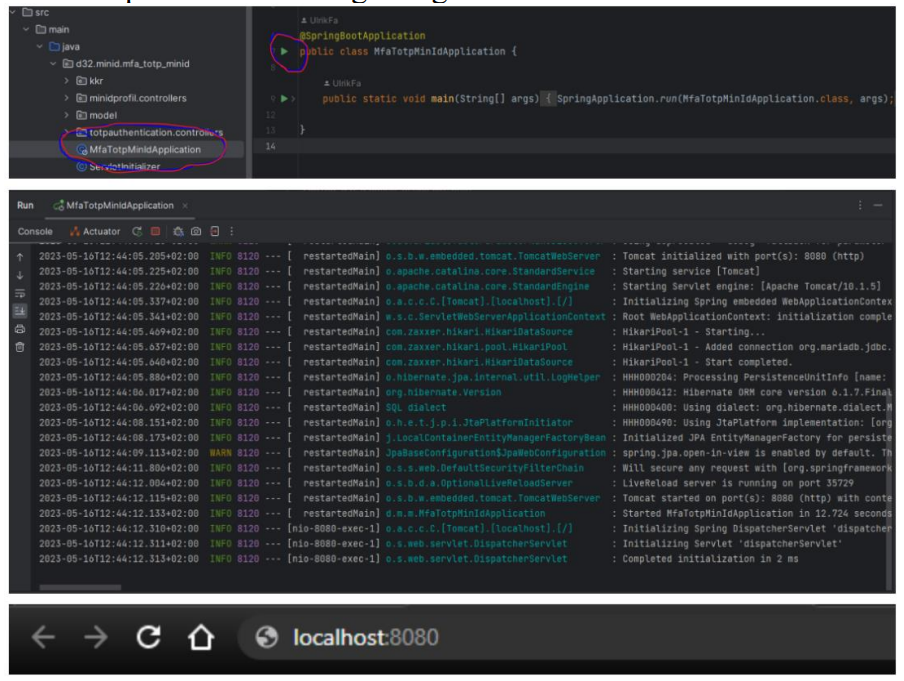 src
main
java
d32.minid.mfa_totp_minid
kkr
minidprofil.controllers
model
totpauthentication.controllers
MfaTotpMinIdApplication
ServletInitializer
UlrikFa
@SpringBootApplication
7 public class MfaTotpMinIdApplication {
8
UlrikFa
9 public static void main(String[] args) { SpringApplication.run(MfaTotpMinIdApplication.class, args);
12
13 }
14
Run MfaTotpMinIdApplication
Console Actuator
2023-05-16T12:44:05.205+02:00 INFO 8120 --- [ restartedMain] o.s.b.w.embedded.tomcat.TomcatWebServer : Tomcat initialized with port(s): 8080 (http)
2023-05-16T12:44:05.225+02:00 INFO 8120 --- [ restartedMain] o.apache.catalina.core.StandardService : Starting service [Tomcat]
2023-05-16T12:44:05.226+02:00 INFO 8120 --- [ restartedMain] o.apache.catalina.core.StandardEngine : Starting Servlet engine: [Apache Tomcat/10.1.5]
2023-05-16T12:44:05.337+02:00 INFO 8120 --- [ restartedMain] o.a.c.c.C.[Tomcat].[localhost].[/] : Initializing Spring embedded WebApplicationContex
2023-05-16T12:44:05.341+02:00 INFO 8120 --- [ restartedMain] w.s.c.ServletWebServerApplicationContext : Root WebApplicationContext: initialization comple
2023-05-16T12:44:05.469+02:00 INFO 8120 --- [ restartedMain] com.zaxxer.hikari.HikariDataSource : HikariPool-1 - Starting...
2023-05-16T12:44:05.637+02:00 INFO 8120 --- [ restartedMain] com.zaxxer.hikari.pool.HikariPool : HikariPool-1 - Added connection org.mariadb.jdbc.
2023-05-16T12:44:05.640+02:00 INFO 8120 --- [ restartedMain] com.zaxxer.hikari.HikariDataSource : HikariPool-1 - Start completed.
2023-05-16T12:44:05.886+02:00 INFO 8120 --- [ restartedMain] o.hibernate.jpa.internal.util.LogHelper : HHH000204: Processing PersistenceUnitInfo [name:
2023-05-16T12:44:06.017+02:00 INFO 8120 --- [ restartedMain] org.hibernate.Version : HHH000412: Hibernate ORM core version 6.1.7.Final
2023-05-16T12:44:06.692+02:00 INFO 8120 --- [ restartedMain] SQL dialect : HHH000400: Using dialect: org.hibernate.dialect.M
2023-05-16T12:44:08.151+02:00 INFO 8120 --- [ restartedMain] o.h.e.t.j.p.i.JtaPlatformInitiator : HHH000490: Using JtaPlatform implementation: [org
2023-05-16T12:44:08.173+02:00 INFO 8120 --- [ restartedMain] j.LocalContainerEntityManagerFactoryBean : Initialized JPA EntityManagerFactory for persiste
2023-05-16T12:44:09.113+02:00 WARN 8120 --- [ restartedMain] JpaBaseConfiguration$JpaWebConfiguration : spring.jpa.open-in-view is enabled by default. Th
2023-05-16T12:44:11.806+02:00 INFO 8120 --- [ restartedMain] o.s.s.web.DefaultSecurityFilterChain : Will secure any request with [org.springframework
2023-05-16T12:44:12.004+02:00 INFO 8120 --- [ restartedMain] o.s.b.d.a.OptionalLiveReloadServer : LiveReload server is running on port 35729
2023-05-16T12:44:12.115+02:00 INFO 8120 --- [ restartedMain] o.s.b.w.embedded.tomcat.TomcatWebServer : Tomcat started on port(s): 8080 (http) with conte
2023-05-16T12:44:12.133+02:00 INFO 8120 --- [ restartedMain] d.m.m.MfaTotpMinIdApplication : Started MfaTotpMinIdApplication in 12.724 seconds
2023-05-16T12:44:12.310+02:00 INFO 8120 --- [nio-8080-exec-1] o.a.c.c.C.[Tomcat].[localhost].[/] : Initializing Spring DispatcherServlet 'dispatcher
2023-05-16T12:44:12.311+02:00 INFO 8120 --- [nio-8080-exec-1] o.s.web.servlet.DispatcherServlet : Initializing Servlet 'dispatcherServlet'
2023-05-16T12:44:12.313+02:00 INFO 8120 --- [nio-8080-exec-1] o.s.web.servlet.DispatcherServlet : Completed initialization in 2 ms
localhost:8080